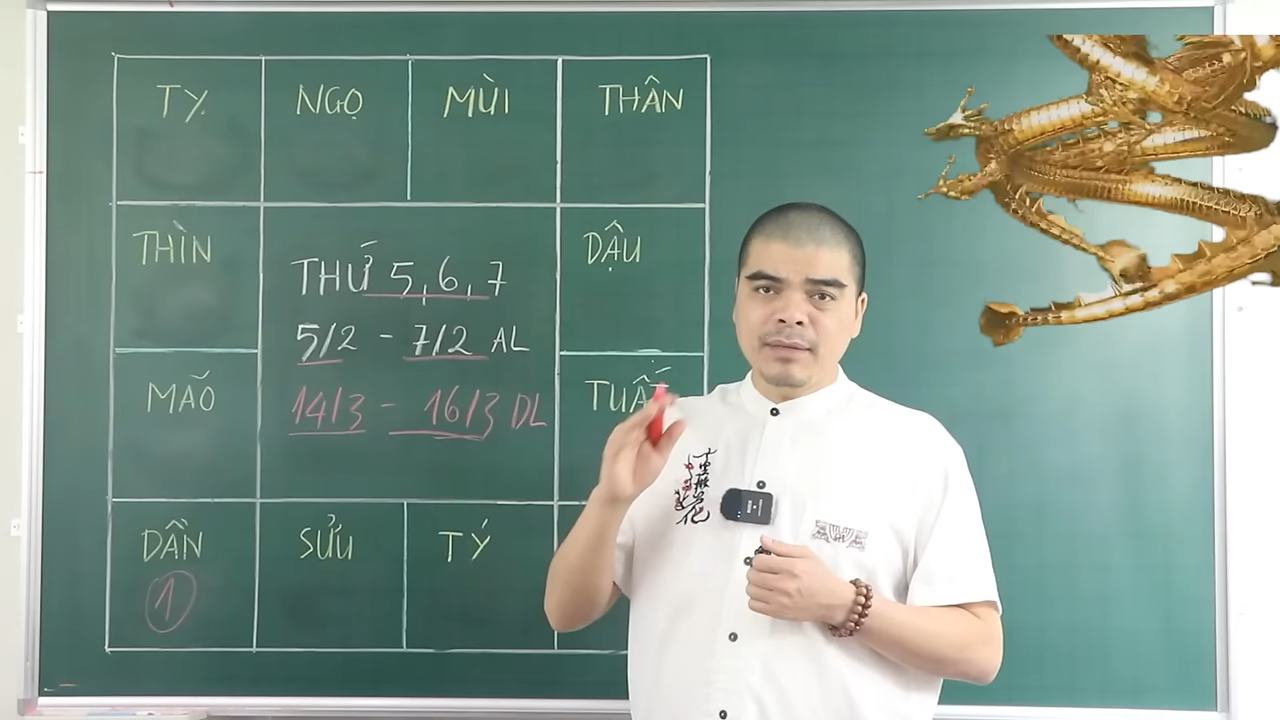 TỴ NGỌ MÙI THÂN
THÌN DẬU
THỨ 5, 6, 7
5/2 - 7/2 AL
MÃO
14/3 - 16/3 DL
DẦN SỬU TÝ
1